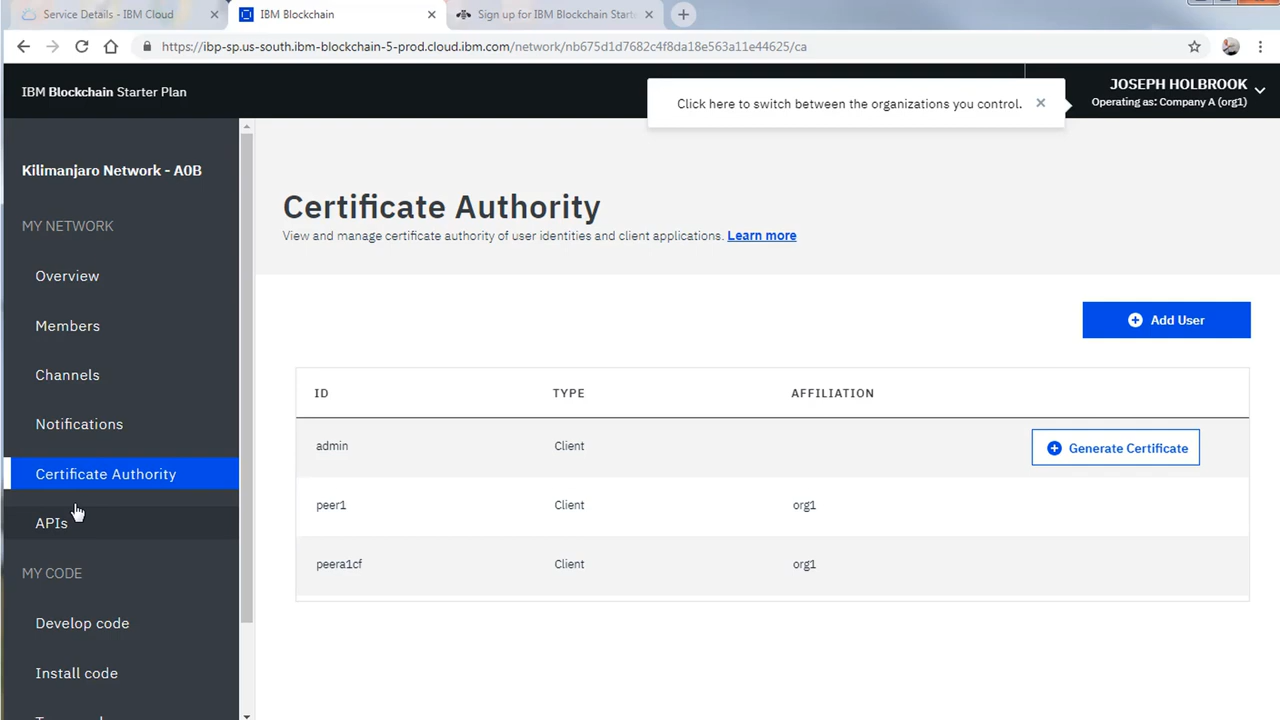 Service Details - IBM Cloud
IBM Blockchain
Sign up for IBM Blockchain Starte
https://ibp-sp.us-south.ibm-blockchain-5-prod.cloud.ibm.com/network/nb675d1d7682c4f8da18e563a11e44625/ca
IBM Blockchain Starter Plan
Click here to switch between the organizations you control.
JOSEPH HOLBROOK
Operating as: Company A (org1)
Kilimanjaro Network - A0B
MY NETWORK
Overview
Members
Channels
Notifications
Certificate Authority
APIs
MY CODE
Develop code
Install code
Certificate Authority
View and manage certificate authority of user identities and client applications. Learn more
Add User
ID TYPE AFFILIATION
admin Client Generate Certificate
peer1 Client org1
peera1cf Client org1